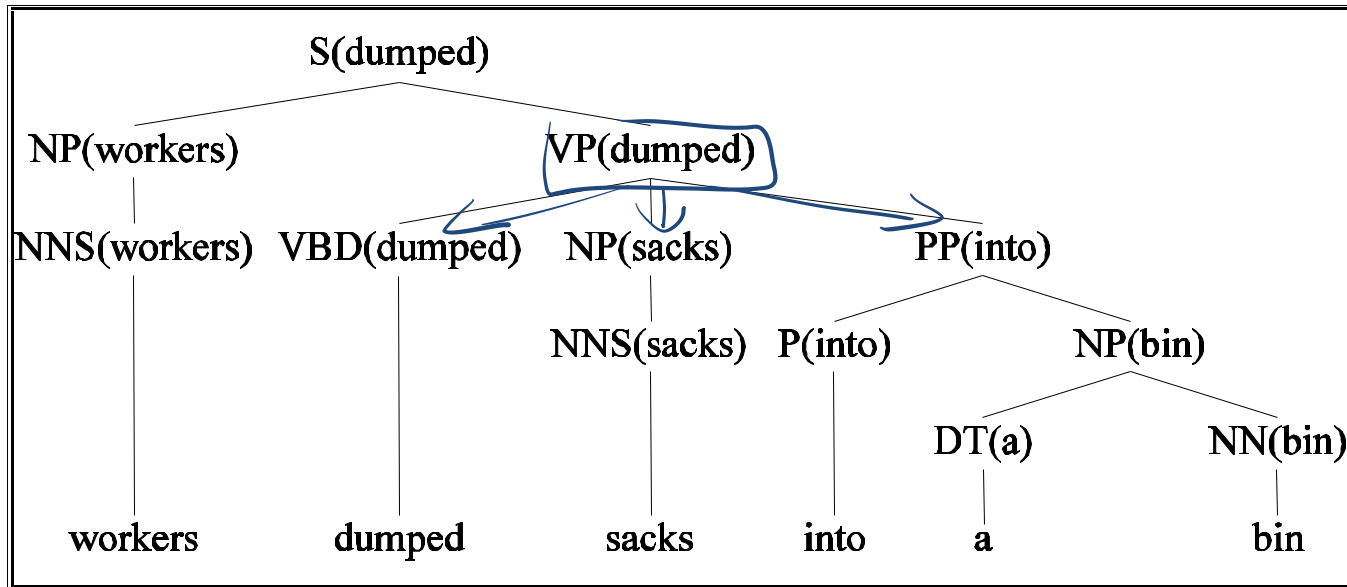 S(dumped)
NP(workers) VP(dumped)
NNS(workers) VBD(dumped) NP(sacks) PP(into)
NNS(sacks) P(into) NP(bin)
DT(a) NN(bin)
workers dumped sacks into a bin